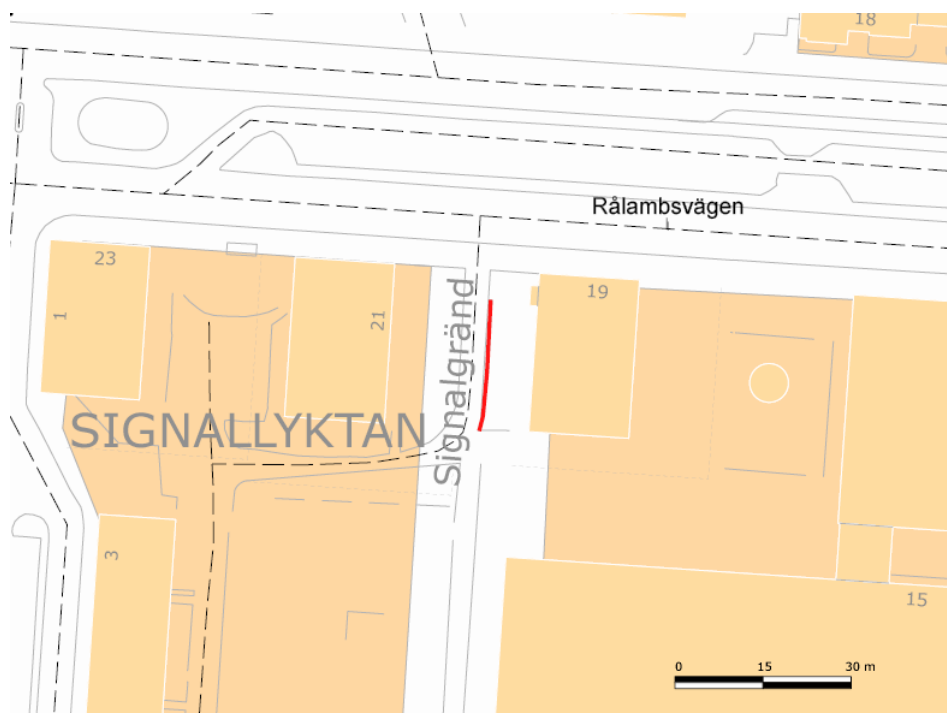 18
Rålambsvägen
23
19
1
21
Signalgränd
SIGNALLYKTAN
3
15
0 15 30 m